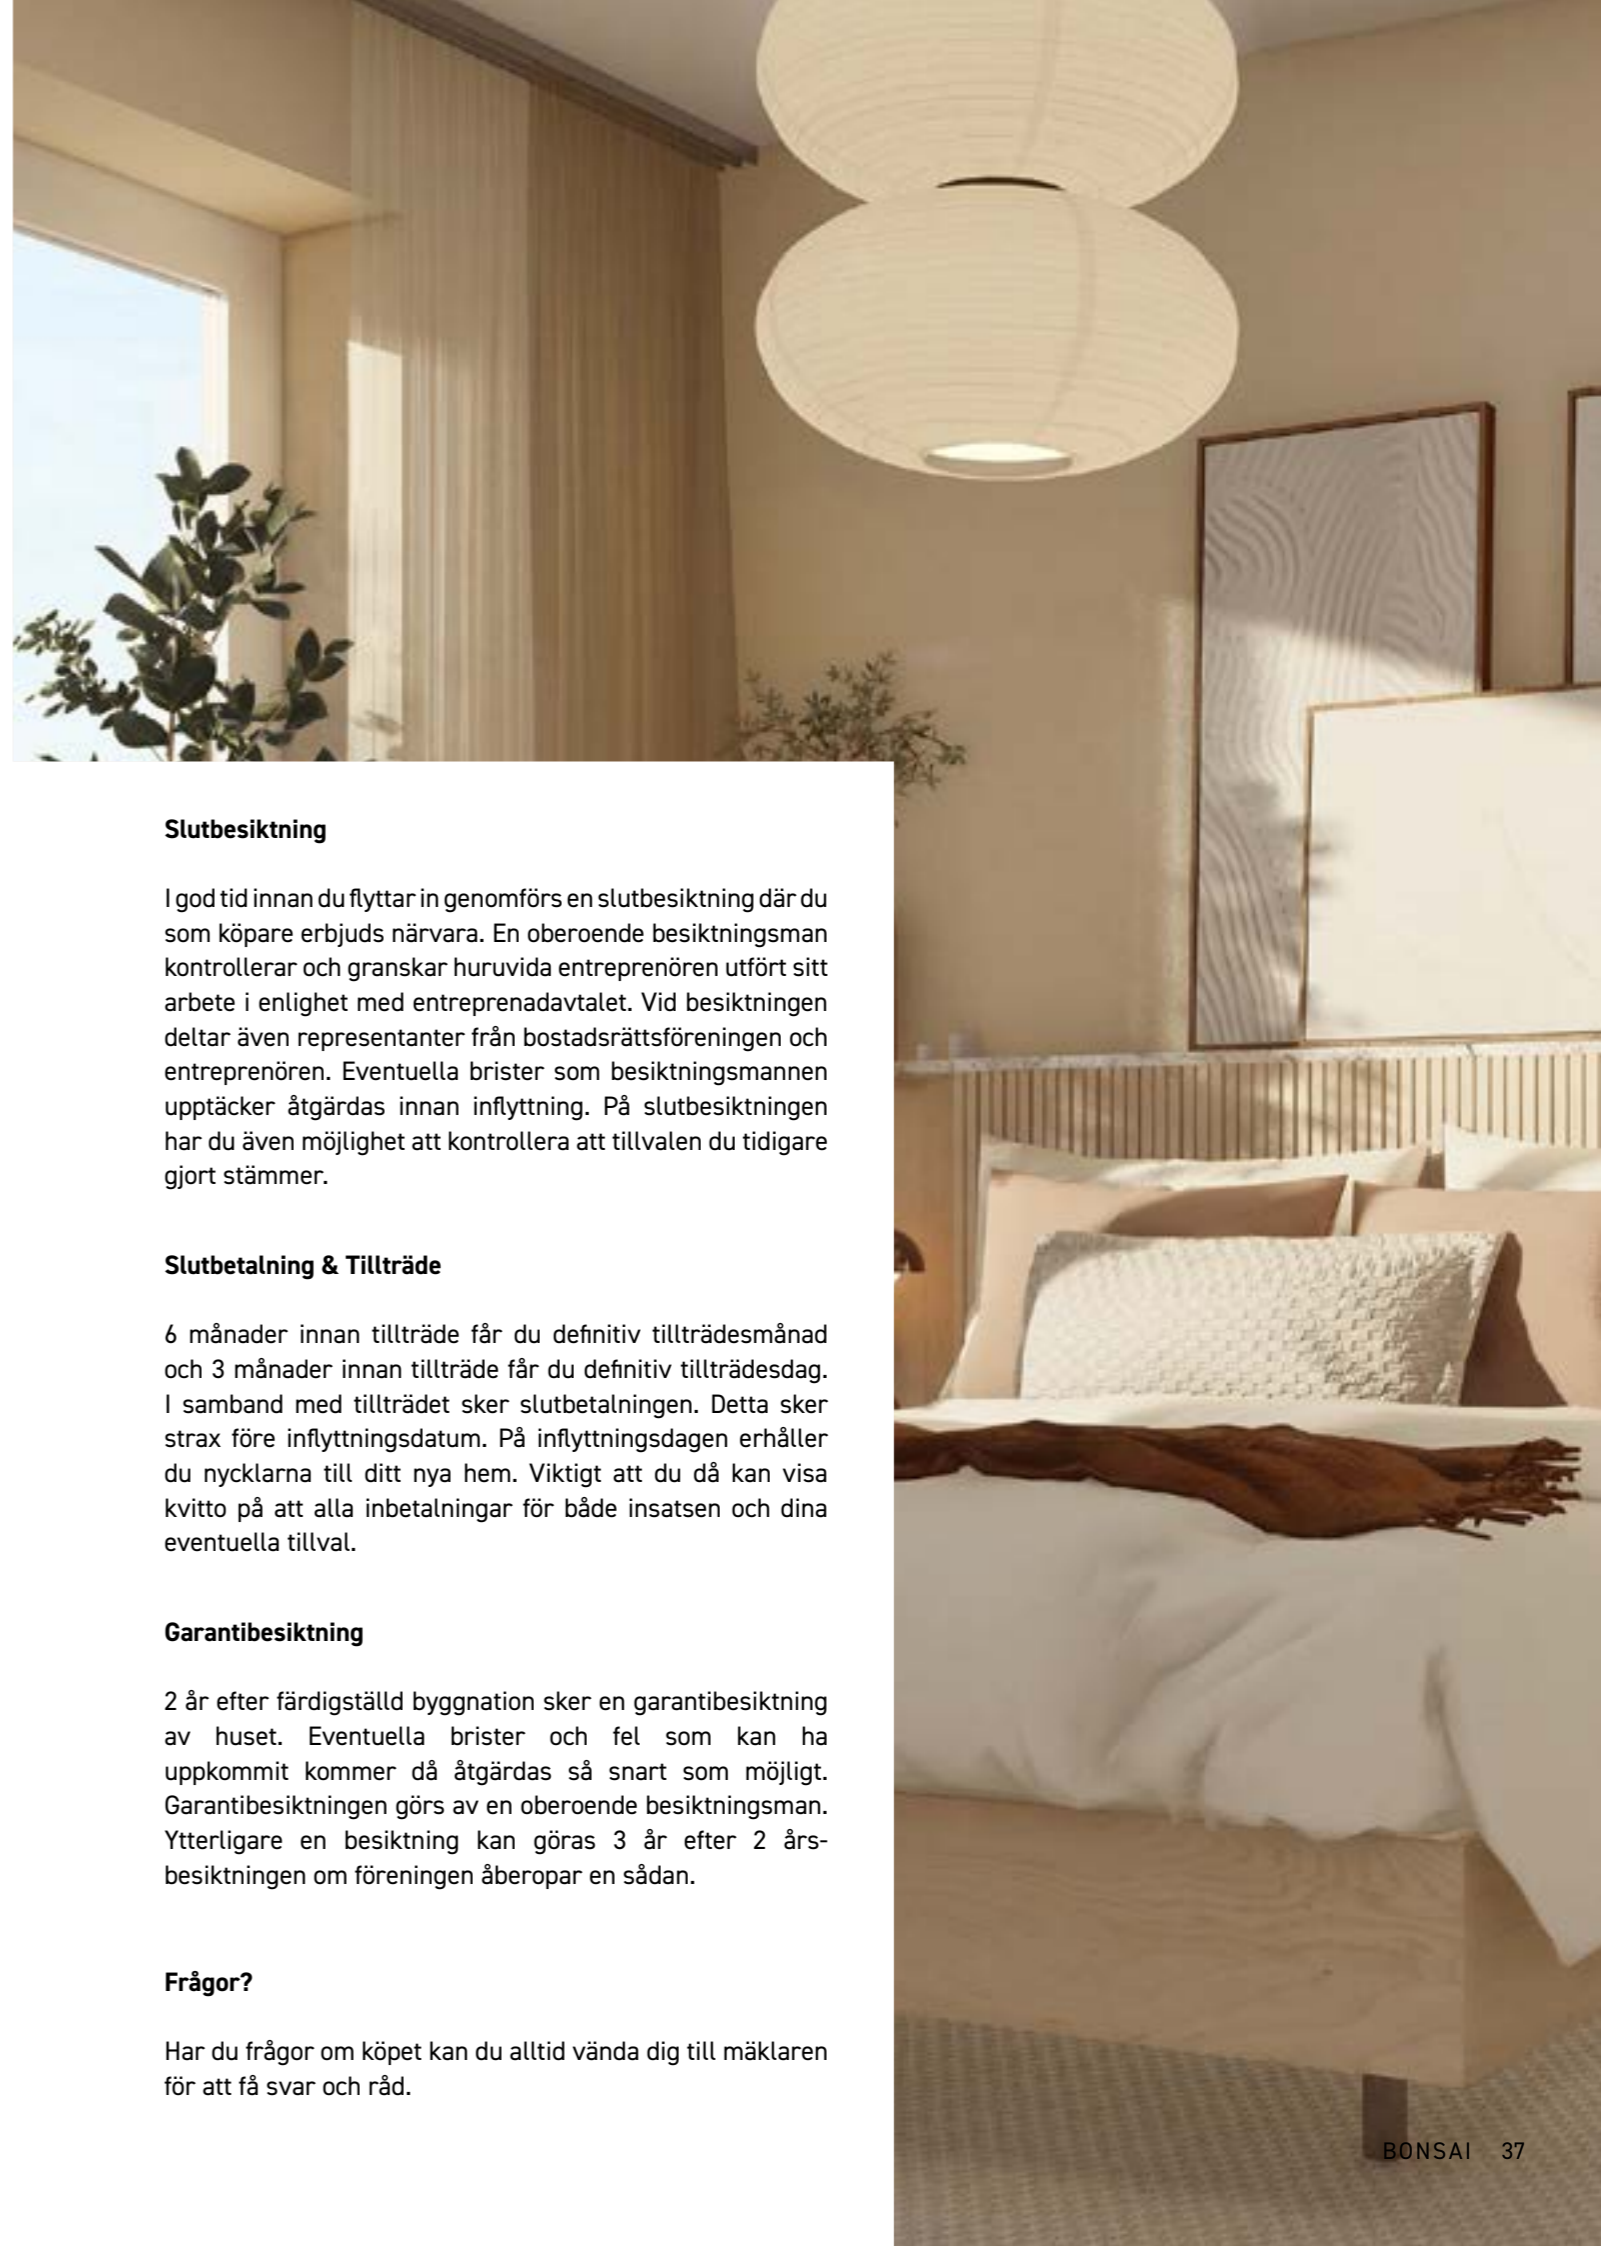 Slutbesiktning
I god tid innan du flyttar in genomförs en slutbesiktning där du
som köpare erbjuds närvara. En oberoende besiktningsman
kontrollerar och granskar huruvida entreprenören utfört sitt
arbete i enlighet med entreprenadavtalet. Vid besiktningen
deltar även representanter från bostadsrättsföreningen och
entreprenören. Eventuella brister som besiktningsmannen
upptäcker åtgärdas innan inflyttning. På slutbesiktningen
har du även möjlighet att kontrollera att tillvalen du tidigare
gjort stämmer.
Slutbetalning & Tillträde
6 månader innan tillträde får du definitiv tillträdesmånad
och 3 månader innan tillträde får du definitiv tillträdesdag.
I samband med tillträdet sker slutbetalningen. Detta sker
strax före inflyttningsdatum. På inflyttningsdagen erhåller
du nycklarna till ditt nya hem. Viktigt att du då kan visa
kvitto på att alla inbetalningar för både insatsen och dina
eventuella tillval.
Garantibesiktning
2 år efter färdigställd byggnation sker en garantibesiktning
av huset. Eventuella brister och fel som kan ha
uppkommit kommer då åtgärdas så snart som möjligt.
Garantibesiktningen görs av en oberoende besiktningsman.
Ytterligare en besiktning kan göras 3 år efter 2 års-
besiktningen om föreningen åberopar en sådan.
Frågor?
Har du frågor om köpet kan du alltid vända dig till mäklaren
för att få svar och råd.
BONSAI 37